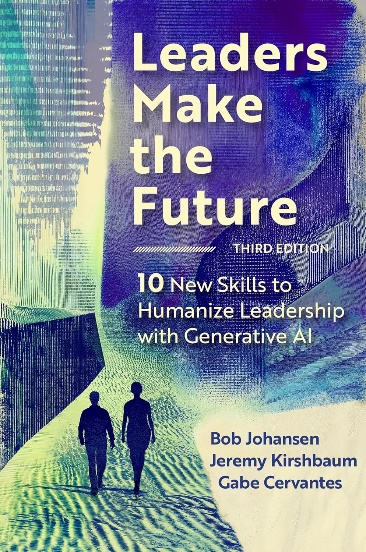 Leaders
Make
the
Future
THIRD EDITION
10 New Skills to
Humanize Leadership
with Generative AI
Bob Johansen
Jeremy Kirshbaum
Gabe Cervantes